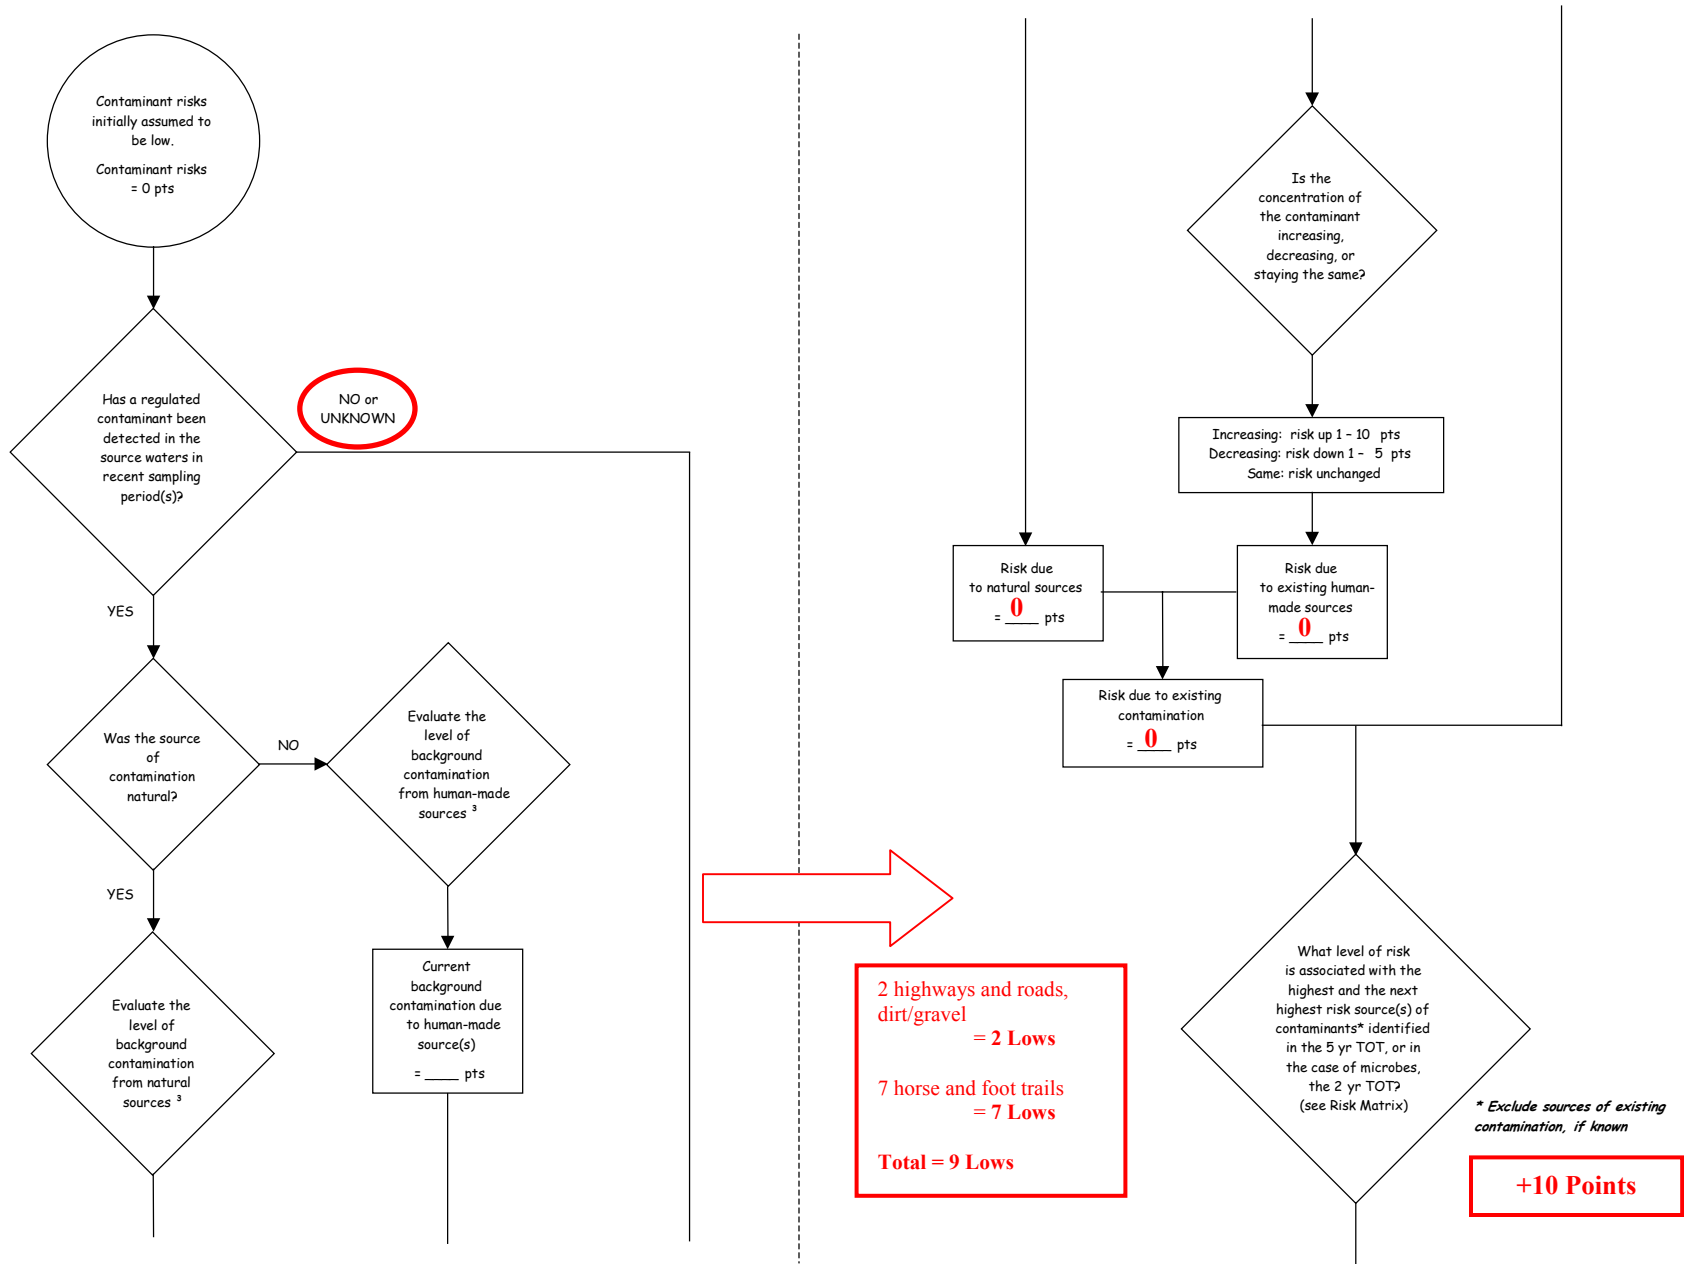 Contaminant risks
initially assumed to
be low.
Contaminant risks
= 0 pts
Has a regulated
contaminant been
detected in the
source waters in
recent sampling
period(s)?
NO or
UNKNOWN
YES
Was the source
of
contamination
natural?
NO
Evaluate the
level of
background
contamination
from human-made
sources ³
YES
Evaluate the
level of
background
contamination
from natural
sources ³
Current
background
contamination due
to human-made
source(s)
= ____ pts
Is the
concentration of
the contaminant
increasing,
decreasing, or
staying the same?
Increasing: risk up 1 – 10 pts
Decreasing: risk down 1 – 5 pts
Same: risk unchanged
Risk due
to natural sources
= 0 pts
Risk due
to existing human-
made sources
= 0 pts
Risk due to existing
contamination
= 0 pts
2 highways and roads,
dirt/gravel
= 2 Lows
7 horse and foot trails
= 7 Lows
Total = 9 Lows
What level of risk
is associated with the
highest and the next
highest risk source(s) of
contaminants* identified
in the 5 yr TOT, or in
the case of microbes,
the 2 yr TOT?
(see Risk Matrix)
* Exclude sources of existing
contamination, if known
+10 Points